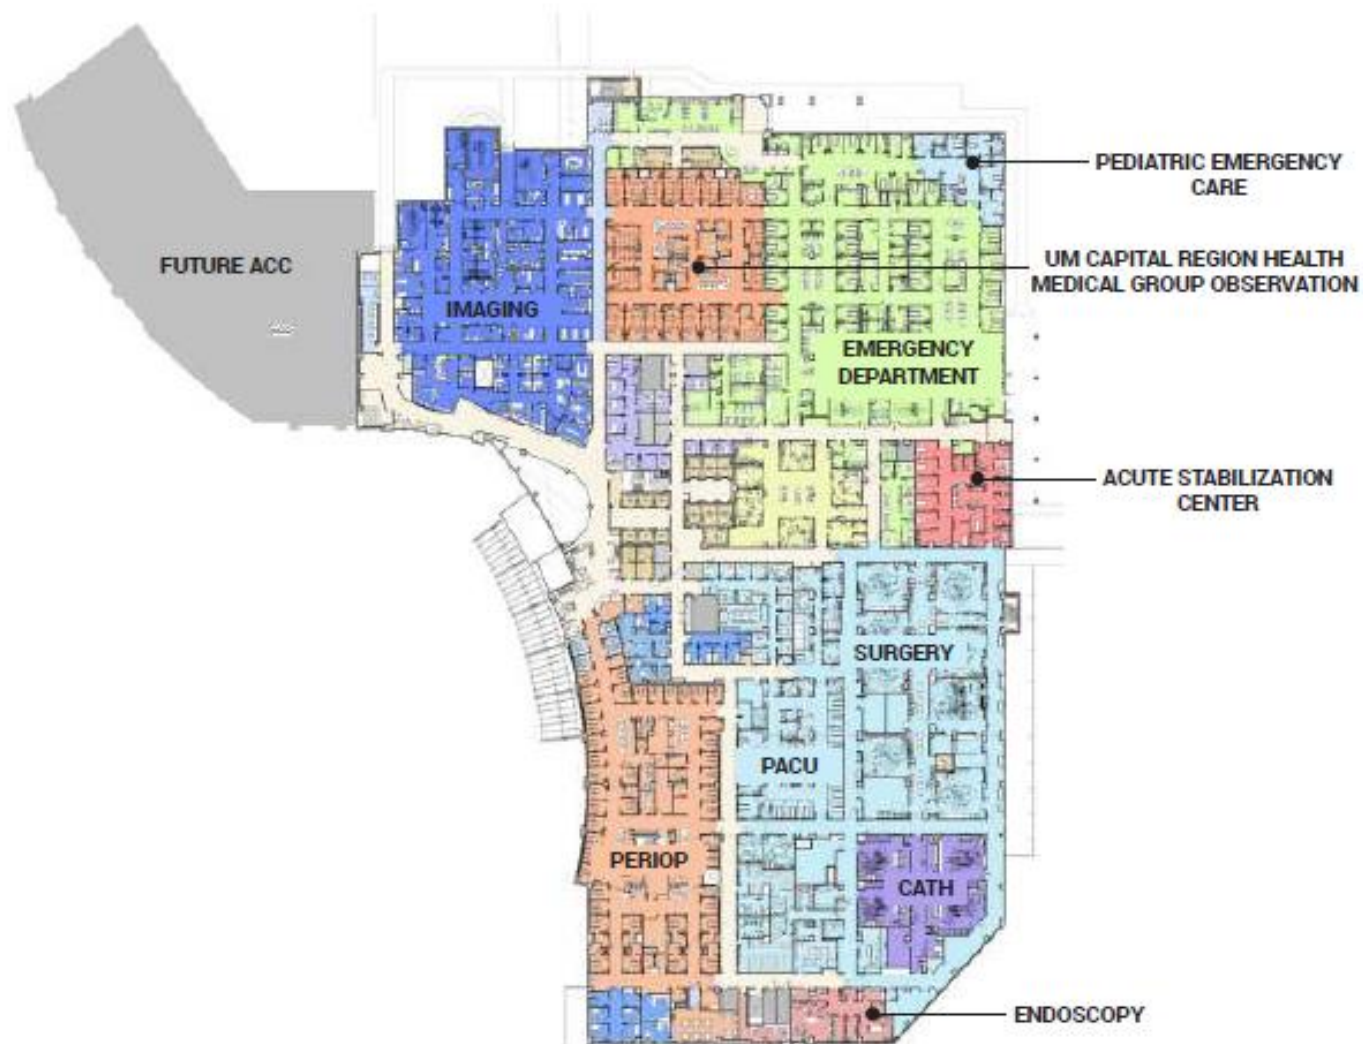 PEDIATRIC EMERGENCY
CARE
FUTURE ACC
UM CAPITAL REGION HEALTH
MEDICAL GROUP OBSERVATION
IMAGING
EMERGENCY
DEPARTMENT
ACUTE STABILIZATION
CENTER
SURGERY
PACU
PERIOP
CATH
ENDOSCOPY